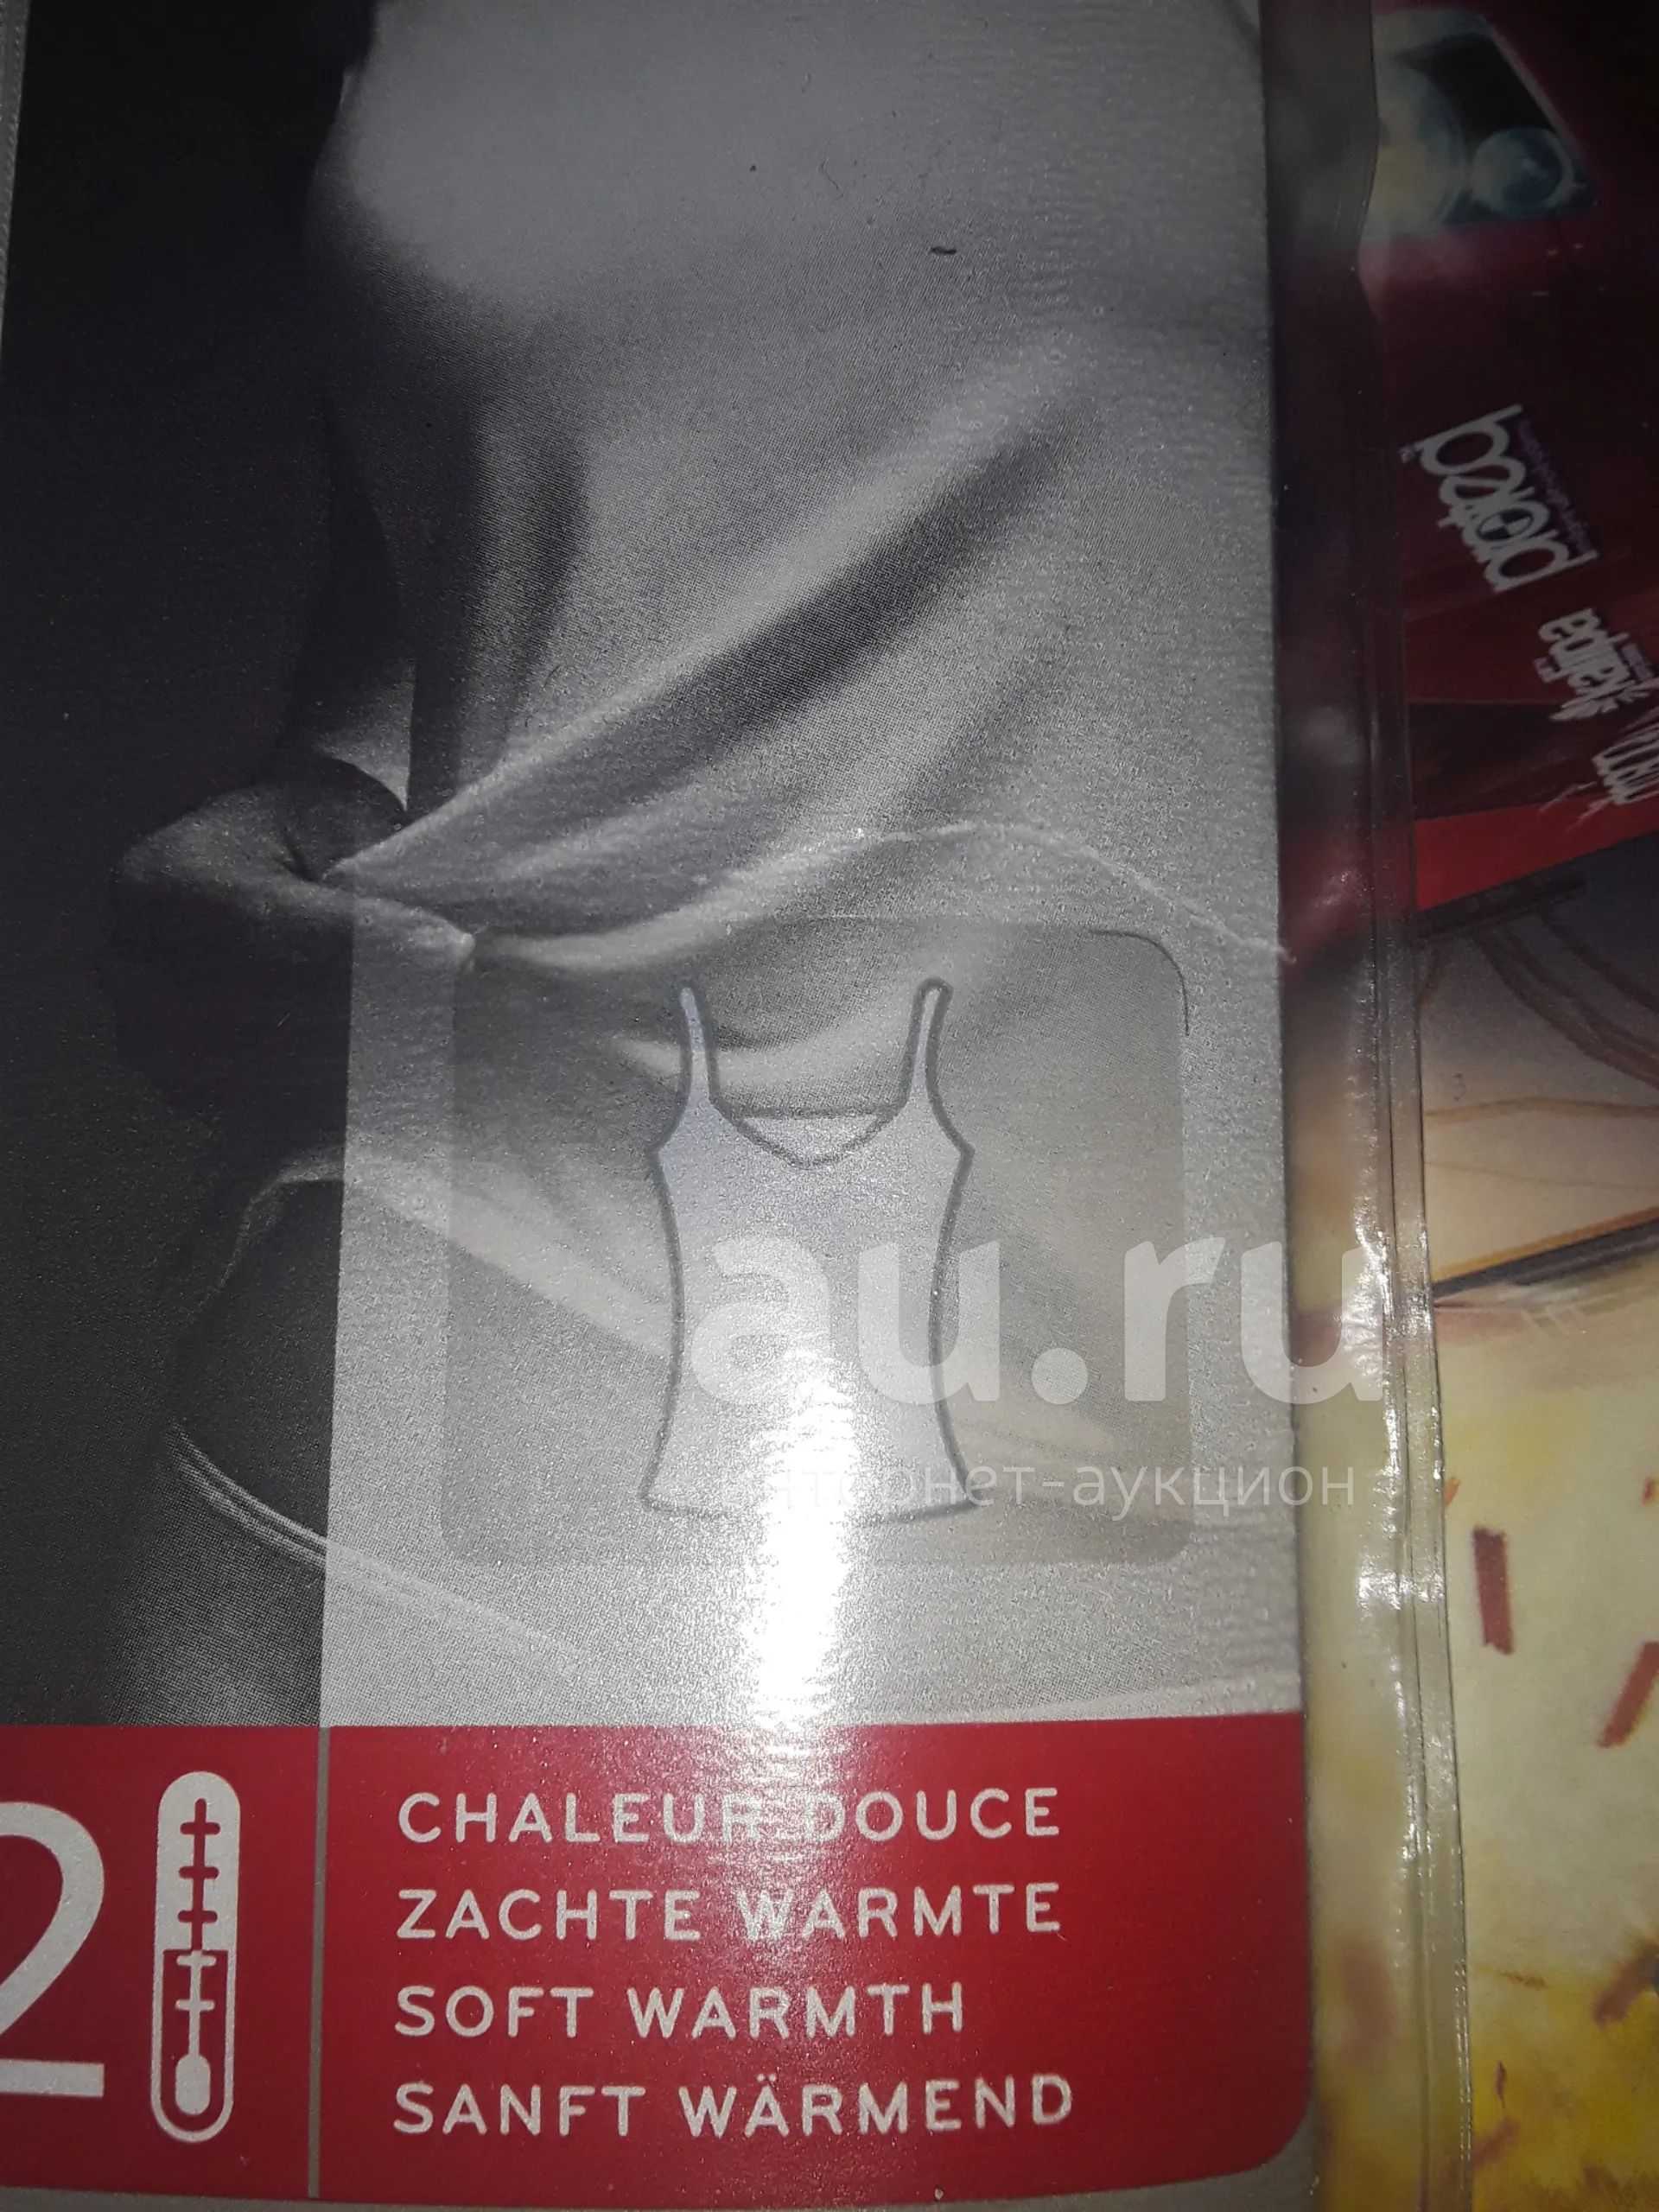 au.ru
интернет-аукцион
2
CHALEUR DOUCE
ZACHTE WARMTE
SOFT WARMTH
SANFT WÄRMEND